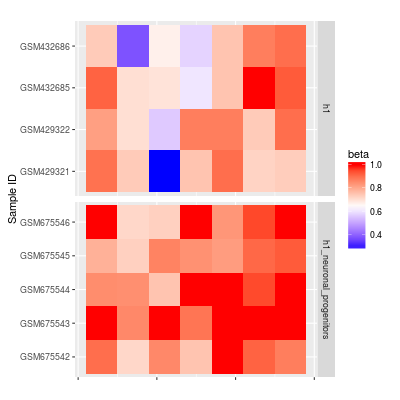 Sample ID
GSM432686
GSM432685
GSM429322
GSM429321
h1
GSM675546
GSM675545
GSM675544
GSM675543
GSM675542
h1_neuronal_progenitors
beta
1.0
0.8
0.6
0.4